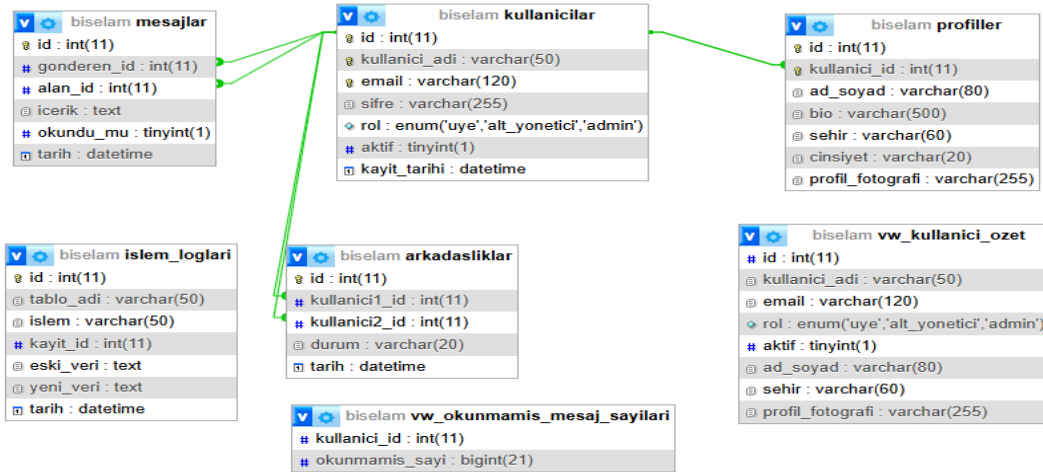 biselam mesajlar
id : int(11)
gonderen_id : int(11)
alan_id : int(11)
icerik : text
okundu_mu : tinyint(1)
tarih : datetime
biselam kullanicilar
id : int(11)
kullanici_adi : varchar(50)
email : varchar(120)
sifre : varchar(255)
rol : enum('uye','alt_yonetici','admin')
aktif : tinyint(1)
kayit_tarihi : datetime
biselam profiller
id : int(11)
kullanici_id : int(11)
ad_soyad : varchar(80)
bio : varchar(500)
sehir : varchar(60)
cinsiyet : varchar(20)
profil_fotografi : varchar(255)
biselam islem_loglari
id : int(11)
tablo_adi : varchar(50)
islem : varchar(50)
kayit_id : int(11)
eski_veri : text
yeni_veri : text
tarih : datetime
biselam arkadasliklar
id : int(11)
kullanici1_id : int(11)
kullanici2_id : int(11)
durum : varchar(20)
tarih : datetime
biselam vw_kullanici_ozet
id : int(11)
kullanici_adi : varchar(50)
email : varchar(120)
rol : enum('uye','alt_yonetici','admin')
aktif : tinyint(1)
ad_soyad : varchar(80)
sehir : varchar(60)
profil_fotografi : varchar(255)
biselam vw_okunmamis_mesaj_sayilari
kullanici_id : int(11)
okunmamis_sayi : bigint(21)